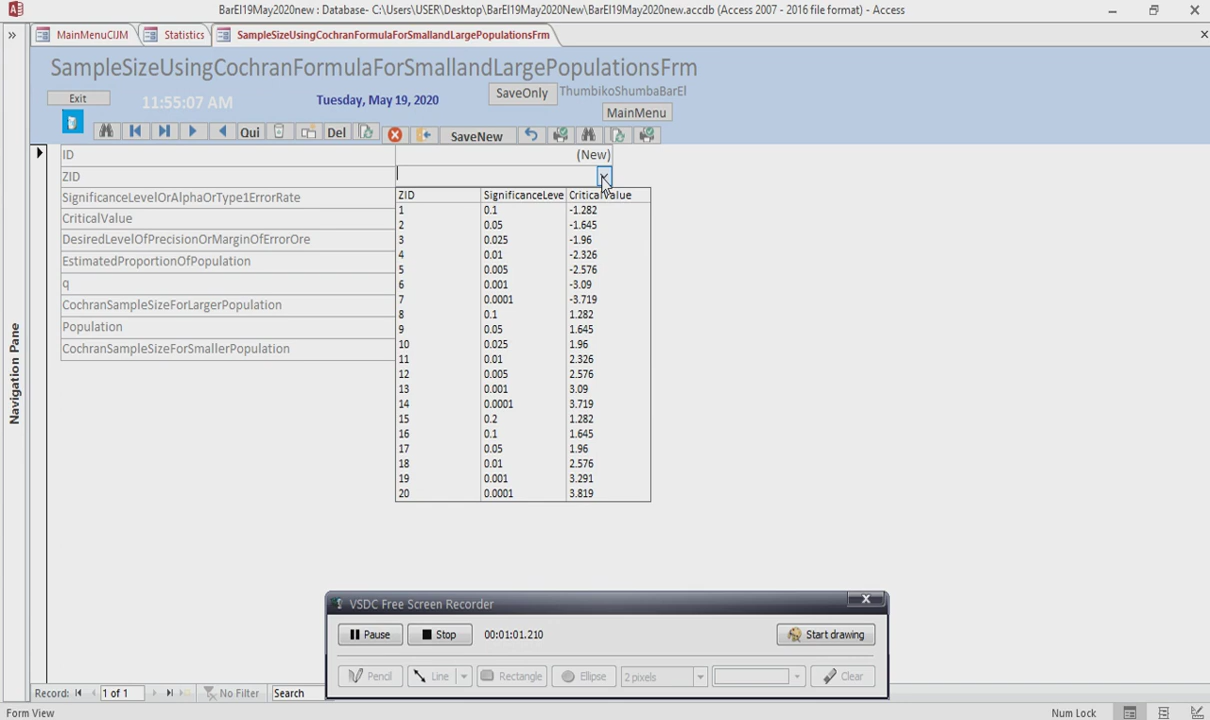 BarEl19May2020new : Database- C:\Users\USER\Desktop\BarEl19May2020New\BarEl19May2020new.accdb (Access 2007 - 2016 file format) - Access
MainMenuCIJM Statistics SampleSizeUsingCochranFormulaForSmallandLargePopulationsFrm
SampleSizeUsingCochranFormulaForSmallandLargePopulationsFrm
Exit 11:55:07 AM Tuesday, May 19, 2020 SaveOnly ThumbikoShumbaBarEl
MainMenu
Qui Del SaveNew
ID (New)
ZID
SignificanceLevelOrAlphaOrType1ErrorRate
CriticalValue
DesiredLevelOfPrecisionOrMarginOfErrorOre
EstimatedProportionOfPopulation
q
CochranSampleSizeForLargerPopulation
Population
CochranSampleSizeForSmallerPopulation
ZID SignificanceLeve CriticalValue
1 0.1 -1.282
2 0.05 -1.645
3 0.025 -1.96
4 0.01 -2.326
5 0.005 -2.576
6 0.001 -3.09
7 0.0001 -3.719
8 0.1 1.282
9 0.05 1.645
10 0.025 1.96
11 0.01 2.326
12 0.005 2.576
13 0.001 3.09
14 0.0001 3.719
15 0.2 1.282
16 0.1 1.645
17 0.05 1.96
18 0.01 2.576
19 0.001 3.291
20 0.0001 3.819
Navigation Pane
VSDC Free Screen Recorder
Pause Stop 00:01:01.210 Start drawing
Pencil Line Rectangle Ellipse 2 pixels Clear
Record: 1 of 1 No Filter Search
Form View Num Lock